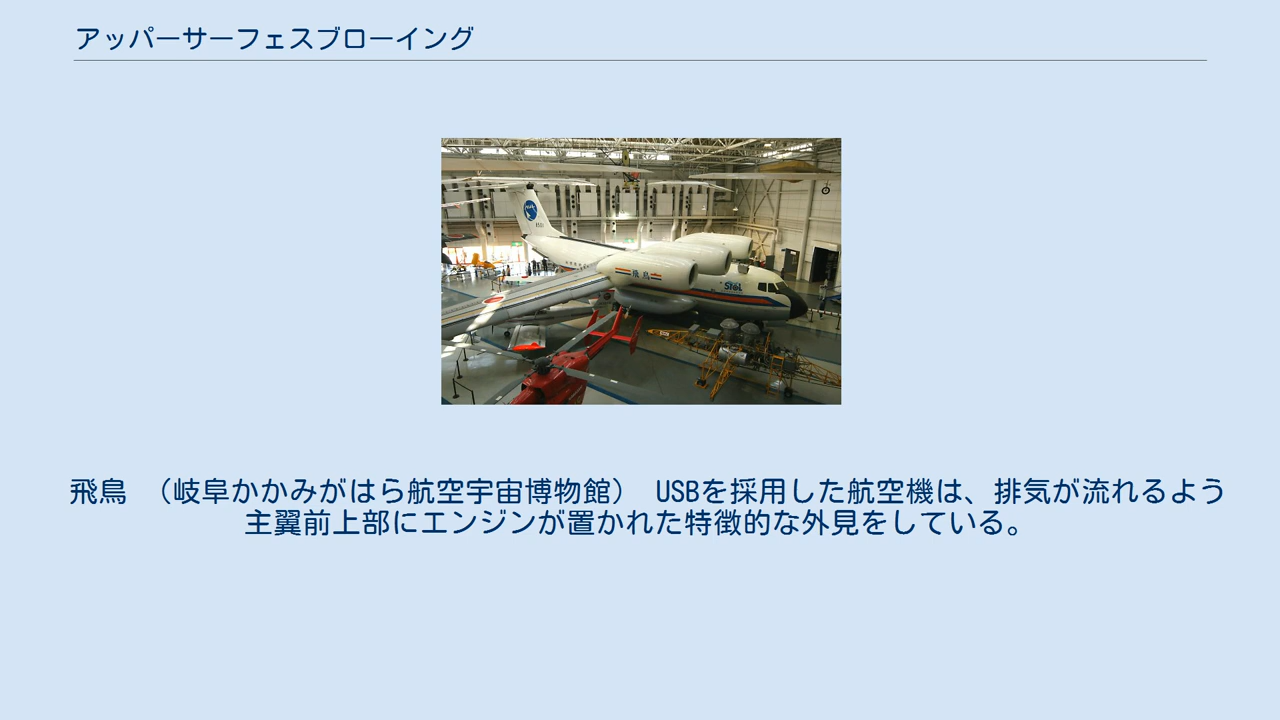 アッパーサーフェスブローイング
飛鳥
STOL
飛鳥 （岐阜かかみがはら航空宇宙博物館） USBを採用した航空機は、排気が流れるよう
主翼前上部にエンジンが置かれた特徴的な外見をしている。